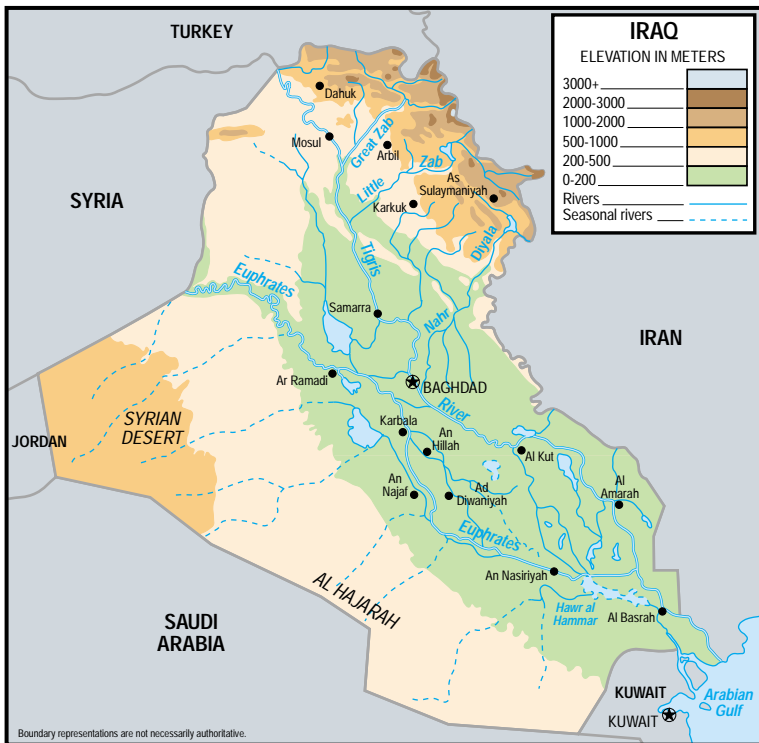 IRAQ
ELEVATION IN METERS
3000+
2000-3000
1000-2000
500-1000
200-500
0-200
Rivers
Seasonal rivers
TURKEY
Dahuk
Mosul
Great Zab
Arbil
Little Zab
As
Sulaymaniyah
Karkuk
SYRIA
Tigris
Diyala
Euphrates
Samarra
Nahr
IRAN
Ar Ramadi
BAGHDAD
River
SYRIAN
DESERT
JORDAN
Karbala
An
Hillah
Al Kut
Al
Amarah
An
Najaf
Ad
Diwaniyah
Euphrates
An Nasiriyah
AL HAJARAH
Hawr al
Hammar
Al Basrah
SAUDI
ARABIA
KUWAIT
KUWAIT
Arabian
Gulf
Boundary representations are not necessarily authoritative.